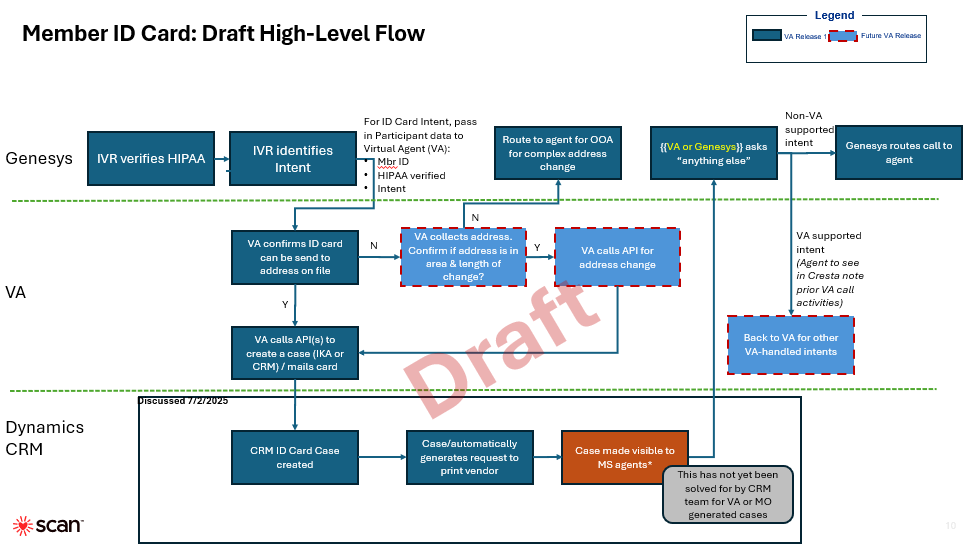 Member ID Card: Draft High-Level Flow
Legend
VA Release 1
Future VA Release
Genesys
IVR verifies HIPAA
IVR identifies
Intent
For ID Card Intent, pass
in Participant data to
Virtual Agent (VA):
• Mbr ID
• HIPAA verified
• Intent
Route to agent for OOA
for complex address
change
{{VA or Genesys}} asks
“anything else”
Non-VA
supported
intent
Genesys routes call to
agent
VA
VA confirms ID card
can be send to
address on file
N
VA collects address.
Confirm if address is in
area & length of
change?
N
Y
VA calls API for
address change
VA supported
intent
(Agent to see
in Cresta note
prior VA call
activities)
Y
VA calls API(s) to
create a case (IKA or
CRM) / mails card
Back to VA for other
VA-handled intents
Draft
Dynamics
CRM
Discussed 7/2/2025
CRM ID Card Case
created
Case/automatically
generates request to
print vendor
Case made visible to
MS agents*
This has not yet been
solved for by CRM
team for VA or MO
generated cases
scan
10